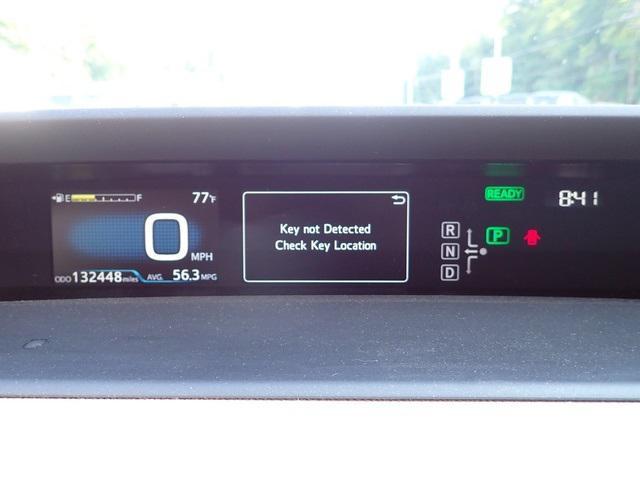 E F 77°F
0 MPH
ODO 132448 miles AVG. 56.3 MPG
Key not Detected
Check Key Location
READY
8:41
R
P
N
D